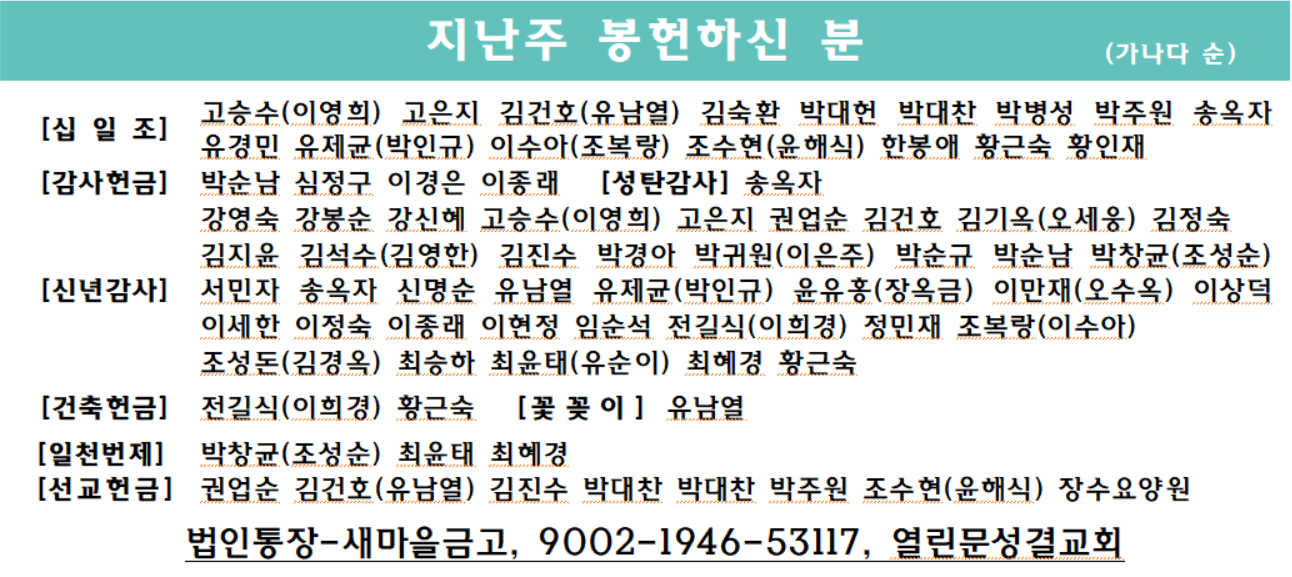 지난주 봉헌하신 분 (가나다 순)
[십 일 조] 고승수(이영희) 고은지 김건호(유남열) 김숙환 박대헌 박대찬 박병성 박주원 송옥자
유경민 유제균(박인규) 이수아(조복랑) 조수현(윤해식) 한봉애 황근숙 황인재
[감사헌금] 박순남 심정구 이경은 이종래 [성탄감사] 송옥자
강영숙 강봉순 강신혜 고승수(이영희) 고은지 권업순 김건호 김기옥(오세웅) 김정숙
김지윤 김석수(김영한) 김진수 박경아 박귀원(이은주) 박순규 박순남 박창균(조성순)
[신년감사] 서민자 송옥자 신명순 유남열 유제균(박인규) 윤유홍(장옥금) 이만재(오수옥) 이상덕
이세한 이정숙 이종래 이현정 임순석 전길식(이희경) 정민재 조복랑(이수아)
조성돈(김경옥) 최승하 최윤태(유순이) 최혜경 황근숙
[건축헌금] 전길식(이희경) 황근숙 [꽃 꽂 이] 유남열
[일천번제] 박창균(조성순) 최윤태 최혜경
[선교헌금] 권업순 김건호(유남열) 김진수 박대찬 박대찬 박주원 조수현(윤해식) 장수요양원
법인통장-새마을금고, 9002-1946-53117, 열린문성결교회